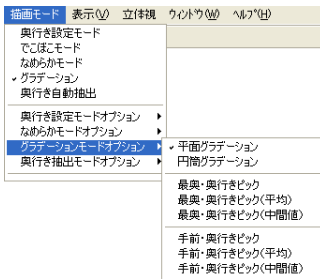 描画モード 表示(V) 立体視 ウィンドウ(W) ヘルプ(H)
奥行き設定モード
でこぼこモード
なめらかモード
グラデーション
奥行き自動抽出
奥行き設定モードオプション
なめらかモードオプション
グラデーションモードオプション
奥行き抽出モードオプション
平面グラデーション
円筒グラデーション
最奥・奥行きピック
最奥・奥行きピック(平均)
最奥・奥行きピック(中間値)
手前・奥行きピック
手前・奥行きピック(平均)
手前・奥行きピック(中間値)